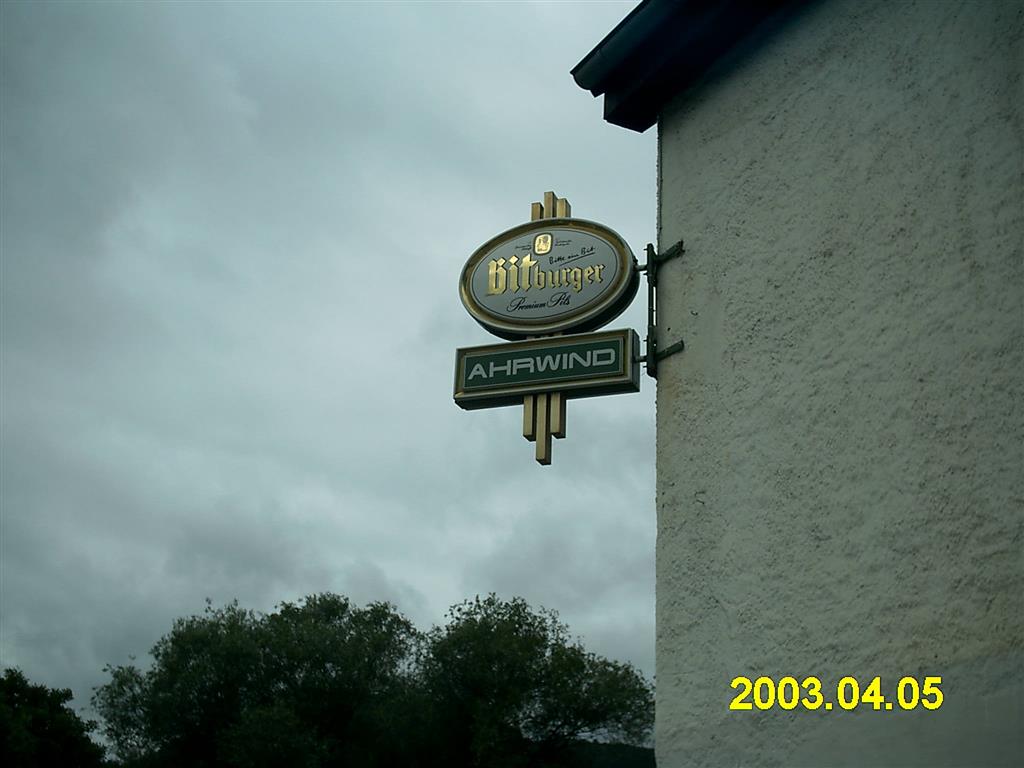 Bitte ein Bit
Bitburger
Premium Pils
AHRWIND
2003.04.05